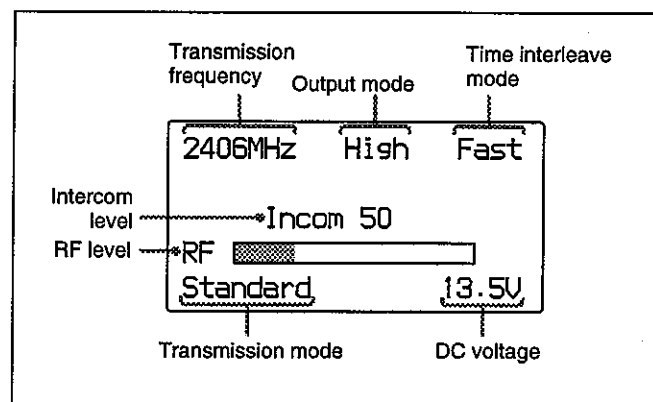 Transmission frequency
Output mode
Time interleave mode
2406MHz High Fast
Intercom level
Incom 50
RF level
RF
Standard 13.5V
Transmission mode
DC voltage